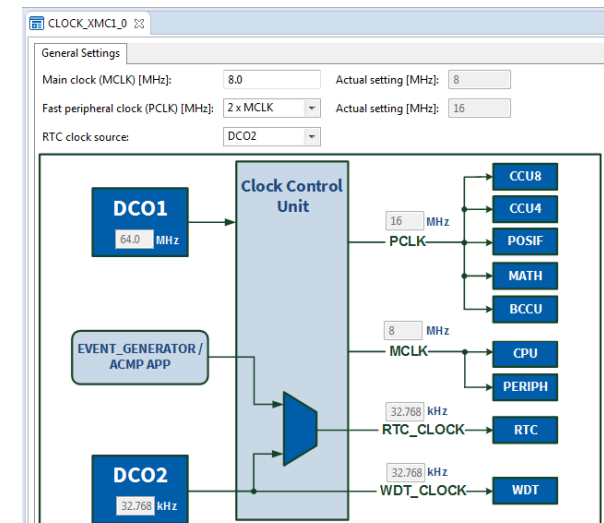 CLOCK_XMC1_0
General Settings
Main clock (MCLK) [MHz]: 8.0 Actual setting [MHz]: 8
Fast peripheral clock (PCLK) [MHz]: 2 x MCLK Actual setting [MHz]: 16
RTC clock source: DCO2
Clock Control
Unit
DCO1
64.0 MHz
EVENT_GENERATOR /
ACMP APP
DCO2
32.768 kHz
16 MHz
PCLK
8 MHz
MCLK
32.768 kHz
RTC_CLOCK
32.768 kHz
WDT_CLOCK
CCU8
CCU4
POSIF
MATH
BCCU
CPU
PERIPH
RTC
WDT